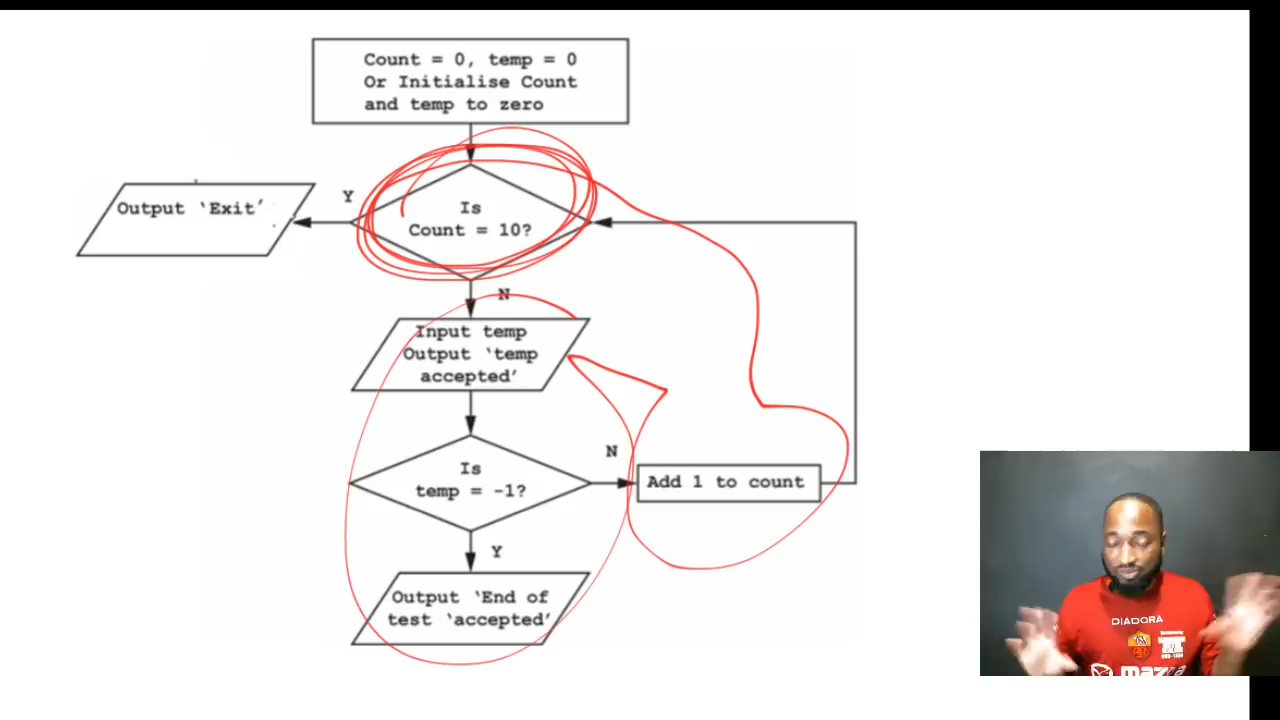 Count = 0, temp = 0
Or Initialise Count
and temp to zero
Y
Output ‘Exit’
Is
Count = 10?
N
Input temp
Output ‘temp
accepted’
Is
temp = -1?
N
Add 1 to count
Y
Output ‘End of
test ‘accepted’
DIADORA